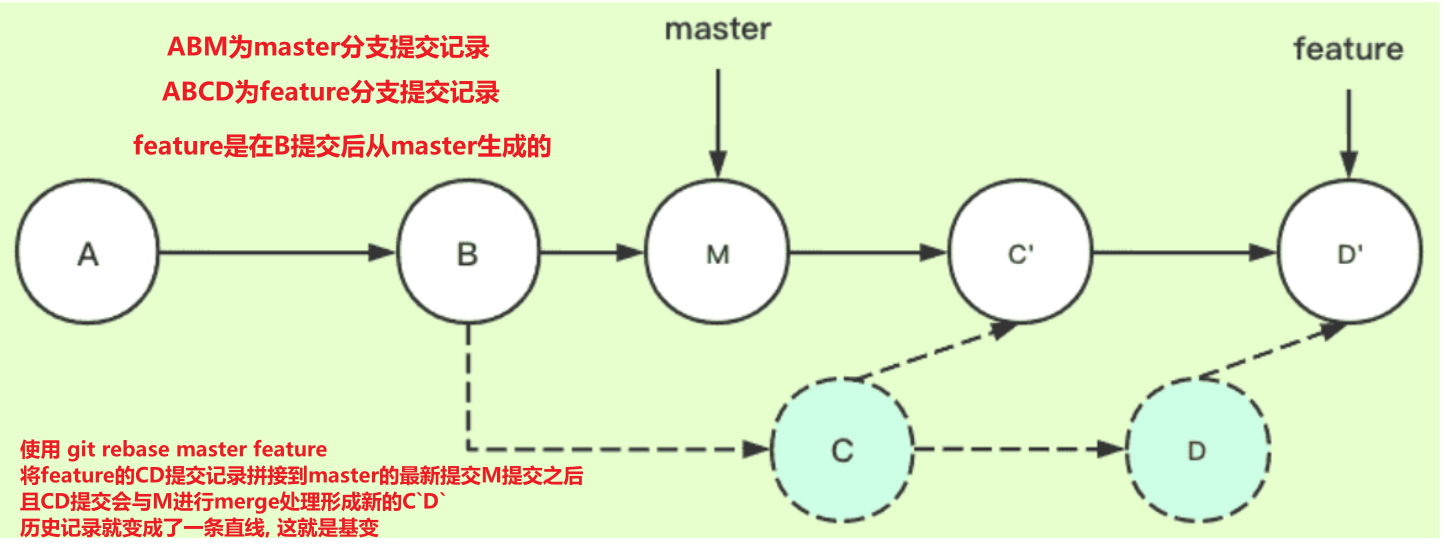 ABM为master分支提交记录
ABCD为feature分支提交记录
feature是在B提交后从master生成的
master
feature
A
B
M
C'
D'
C
D
使用 git rebase master feature
将feature的CD提交记录拼接到master的最新提交M提交之后
且CD提交会与M进行merge处理形成新的C`D`
历史记录就变成了一条直线, 这就是基变